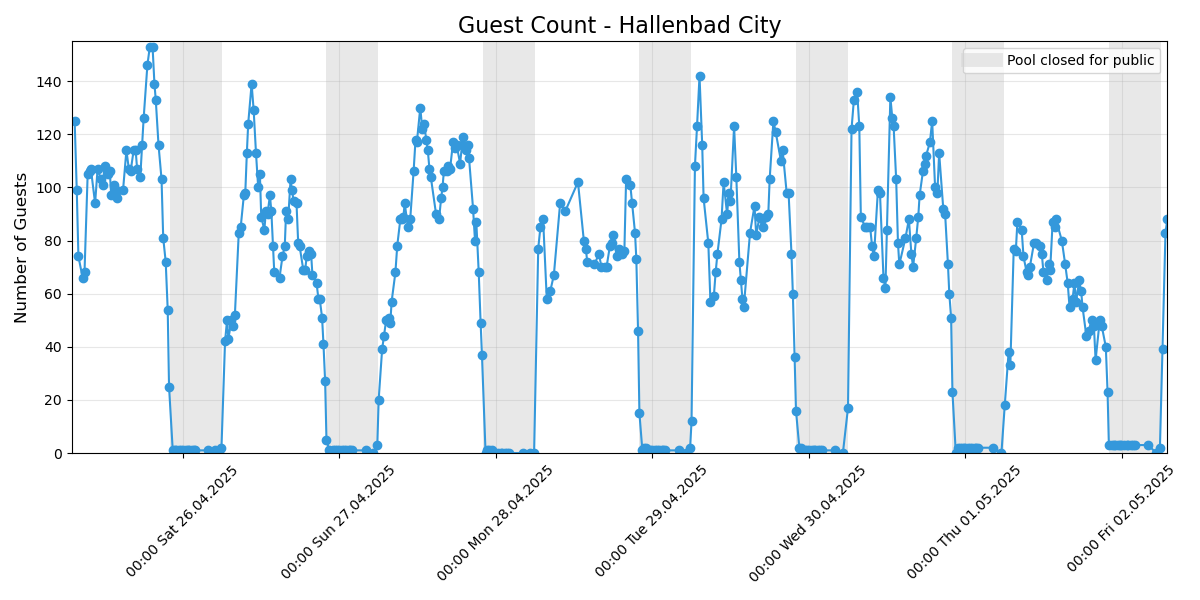 Guest Count - Hallenbad City
Pool closed for public
Number of Guests
140
120
100
80
60
40
20
0
00:00 Sat 26.04.2025
00:00 Sun 27.04.2025
00:00 Mon 28.04.2025
00:00 Tue 29.04.2025
00:00 Wed 30.04.2025
00:00 Thu 01.05.2025
00:00 Fri 02.05.2025